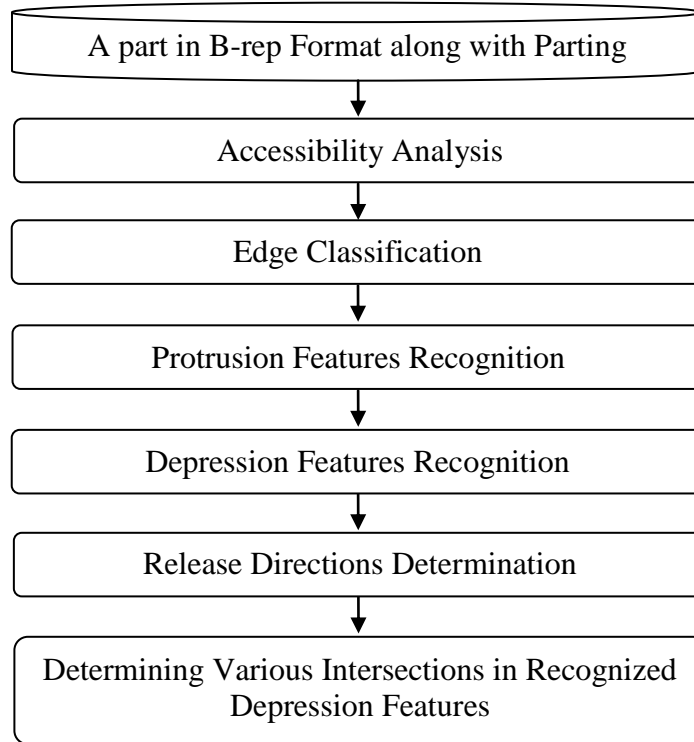 A part in B-rep Format along with Parting
Accessibility Analysis
Edge Classification
Protrusion Features Recognition
Depression Features Recognition
Release Directions Determination
Determining Various Intersections in Recognized
Depression Features